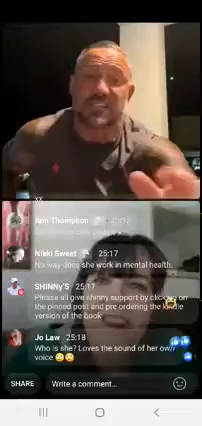 xx
Jam Thompson
Nikki Sweet 25:17
No way does she work in mental health.
SHINNY'S 25:17
Please all give shinny support by clicking on
the pinned post and pre ordering the kindle
version of the book
Jo Law 25:18
Who is she? Loves the sound of her own
voice 🙄🙄
SHARE
Write a comment...